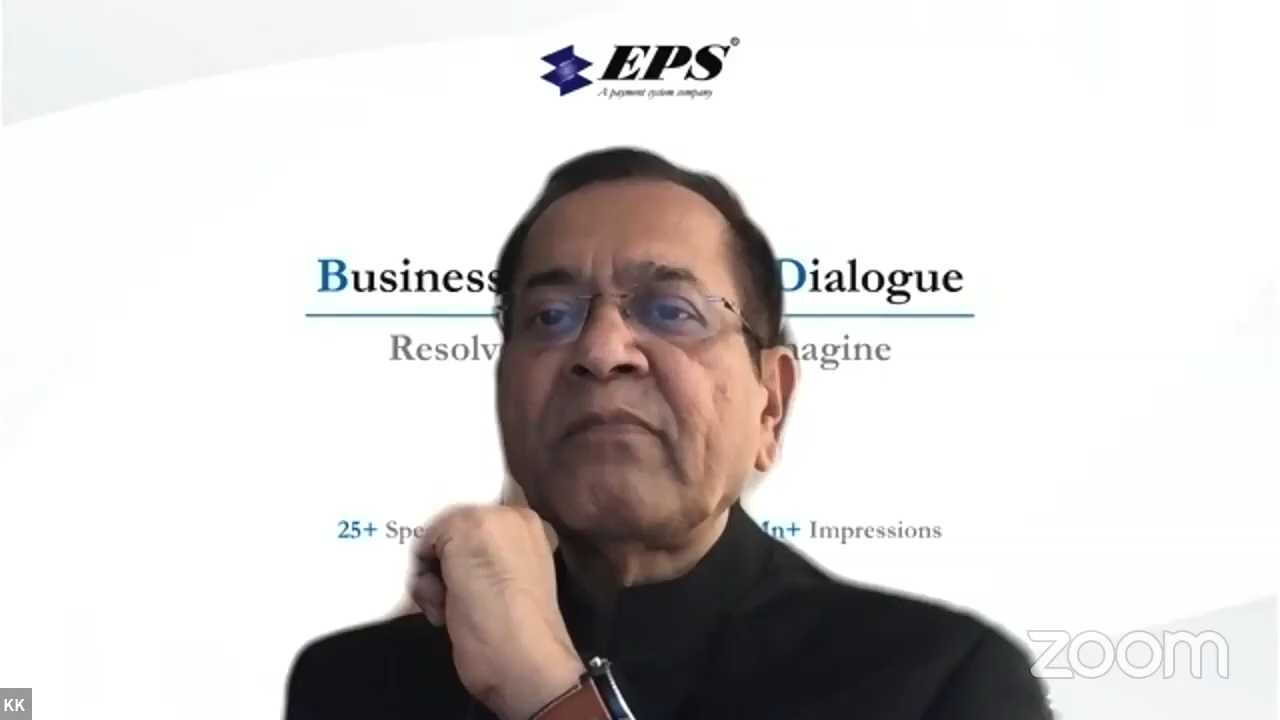 EPS®
A payment system company
Business Dialogue
Resolv magine
25+ Spe Mn+ Impressions
zoom
KK